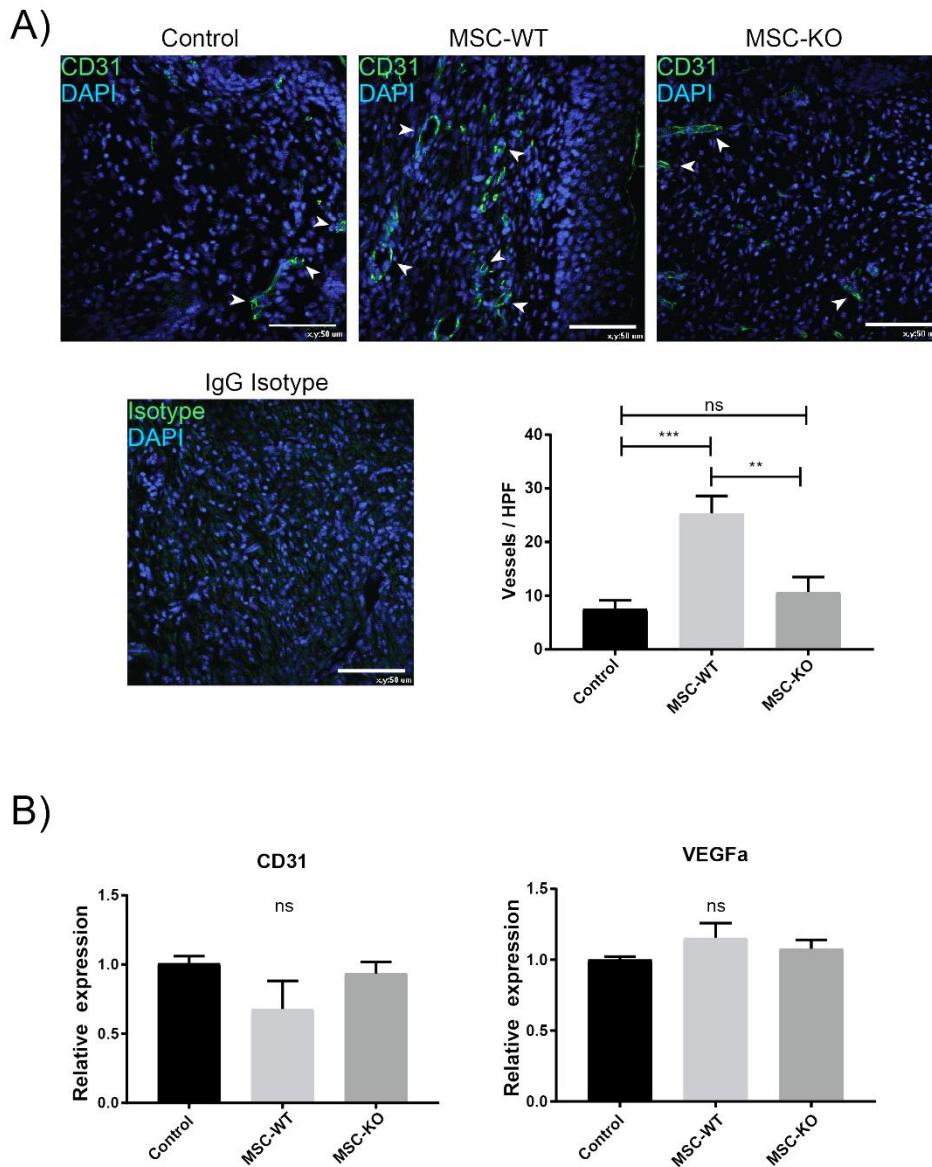 A)
Control
MSC-WT
MSC-KO
CD31
DAPI
CD31
DAPI
CD31
DAPI
x,y:50 um
x,y:50 um
x,y:50 um
IgG Isotype
Isotype
DAPI
x,y:50 um
ns
***
**
40
30
20
10
0
Vessels / HPF
Control
MSC-WT
MSC-KO
B)
CD31
ns
1.5
1.0
0.5
0.0
Relative expression
Control
MSC-WT
MSC-KO
VEGFa
ns
1.5
1.0
0.5
0.0
Relative expression
Control
MSC-WT
MSC-KO